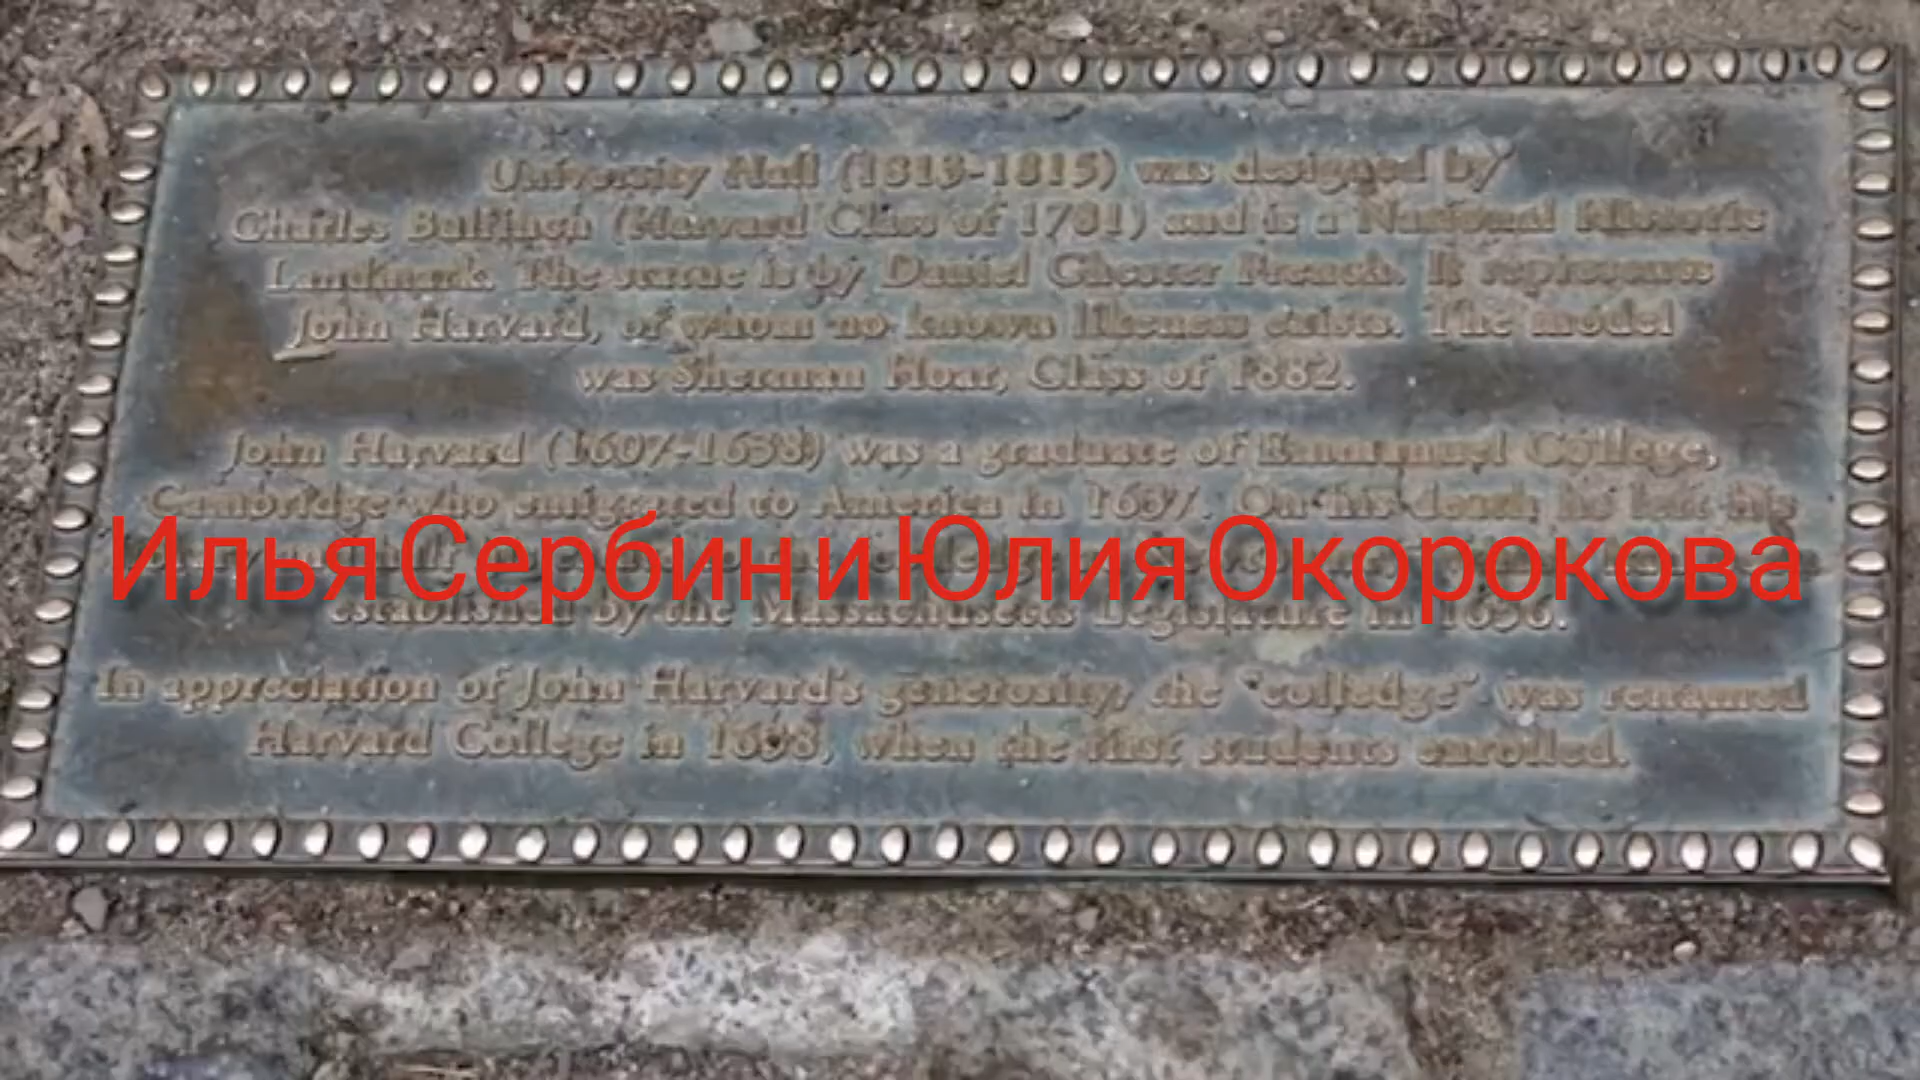 University Hall (1813-1815) was designed by
Charles Bulfinch (Harvard Class of 1781) and is a National Historic
Landmark. The statue is by Daniel Chester French. It represents
John Harvard, of whom no known likeness exists. The model
was Sherman Hoar, Class of 1882.
John Harvard (1607-1638) was a graduate of Emmanuel College,
Cambridge who emigrated to America in 1637. On his death he left his
Илья Сербин и Юлия Окорокова
established by the Massachusetts Legislature in 1636.
In appreciation of John Harvard's generosity, the "colledge" was renamed
Harvard College in 1638, when the first students enrolled.